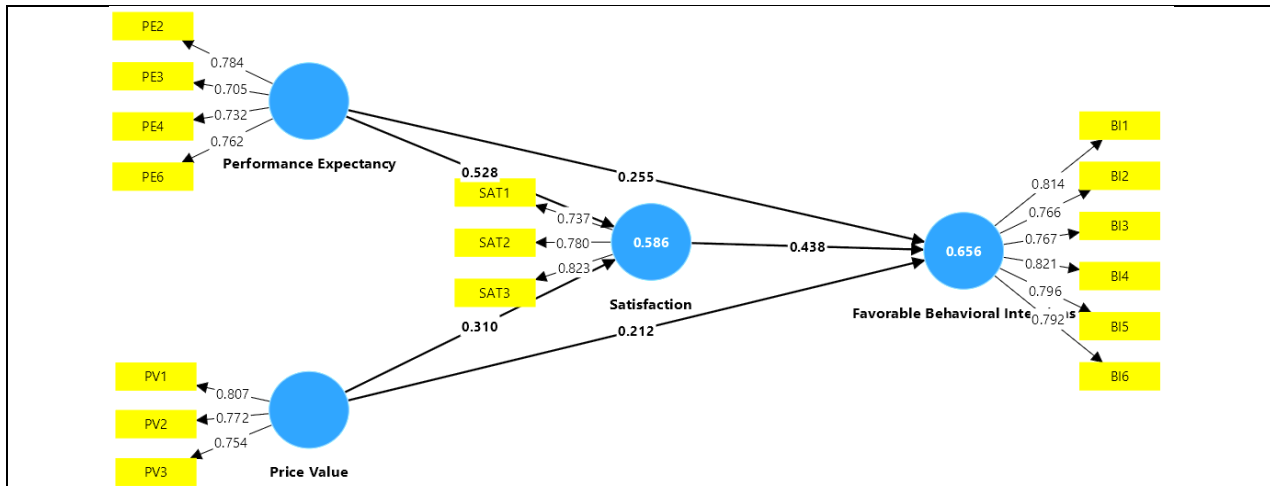 PE2
PE3
PE4
PE6
0.784
0.705
0.732
0.762
Performance Expectancy
0.528
0.255
SAT1
SAT2
SAT3
0.737
0.780
0.823
0.586
Satisfaction
0.438
0.310
0.212
PV1
PV2
PV3
0.807
0.772
0.754
Price Value
0.656
Favorable Behavioral Inte s
0.814
0.766
0.767
0.821
0.796
0.792
BI1
BI2
BI3
BI4
BI5
BI6